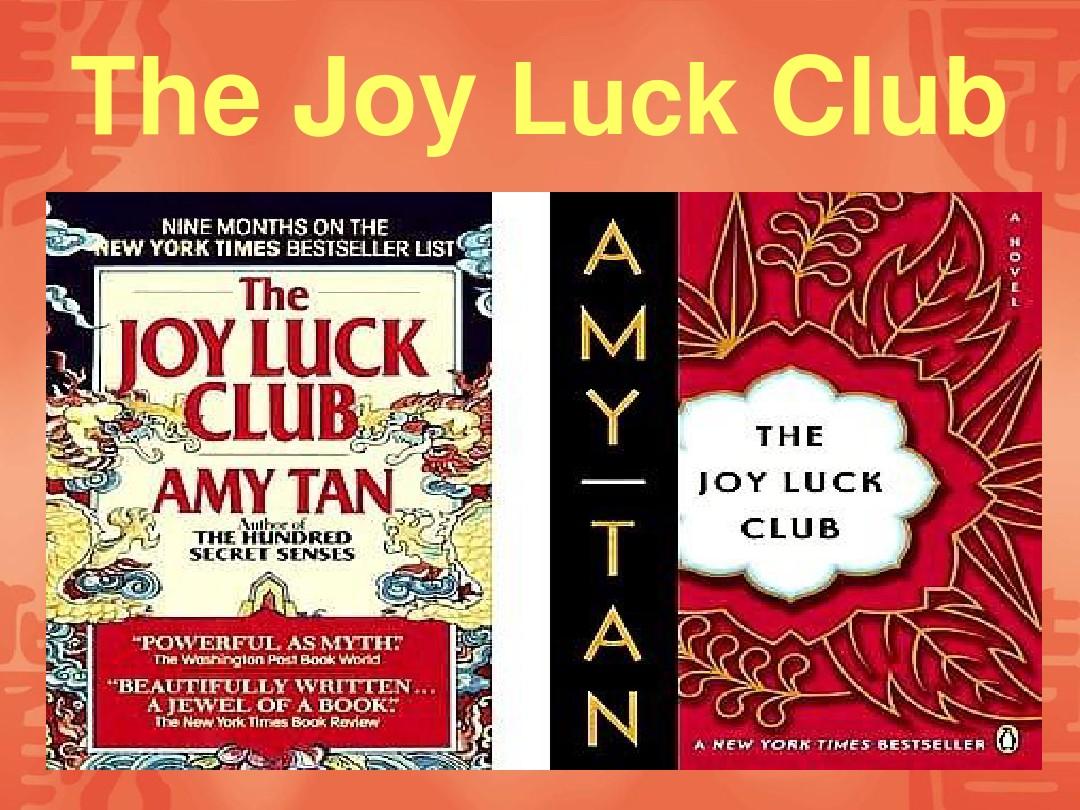 The Joy Luck Club
NINE MONTHS ON THE
NEW YORK TIMES BESTSELLER LIST
The
JOY LUCK
CLUB
AMY TAN
Author of
THE HUNDRED
SECRET SENSES
"POWERFUL AS MYTH."
The Washington Post Book World
"BEAUTIFULLY WRITTEN...
A JEWEL OF A BOOK."
The New York Times Book Review
AMY TAN
A NOVEL
THE
JOY LUCK
CLUB
A NEW YORK TIMES BESTSELLER